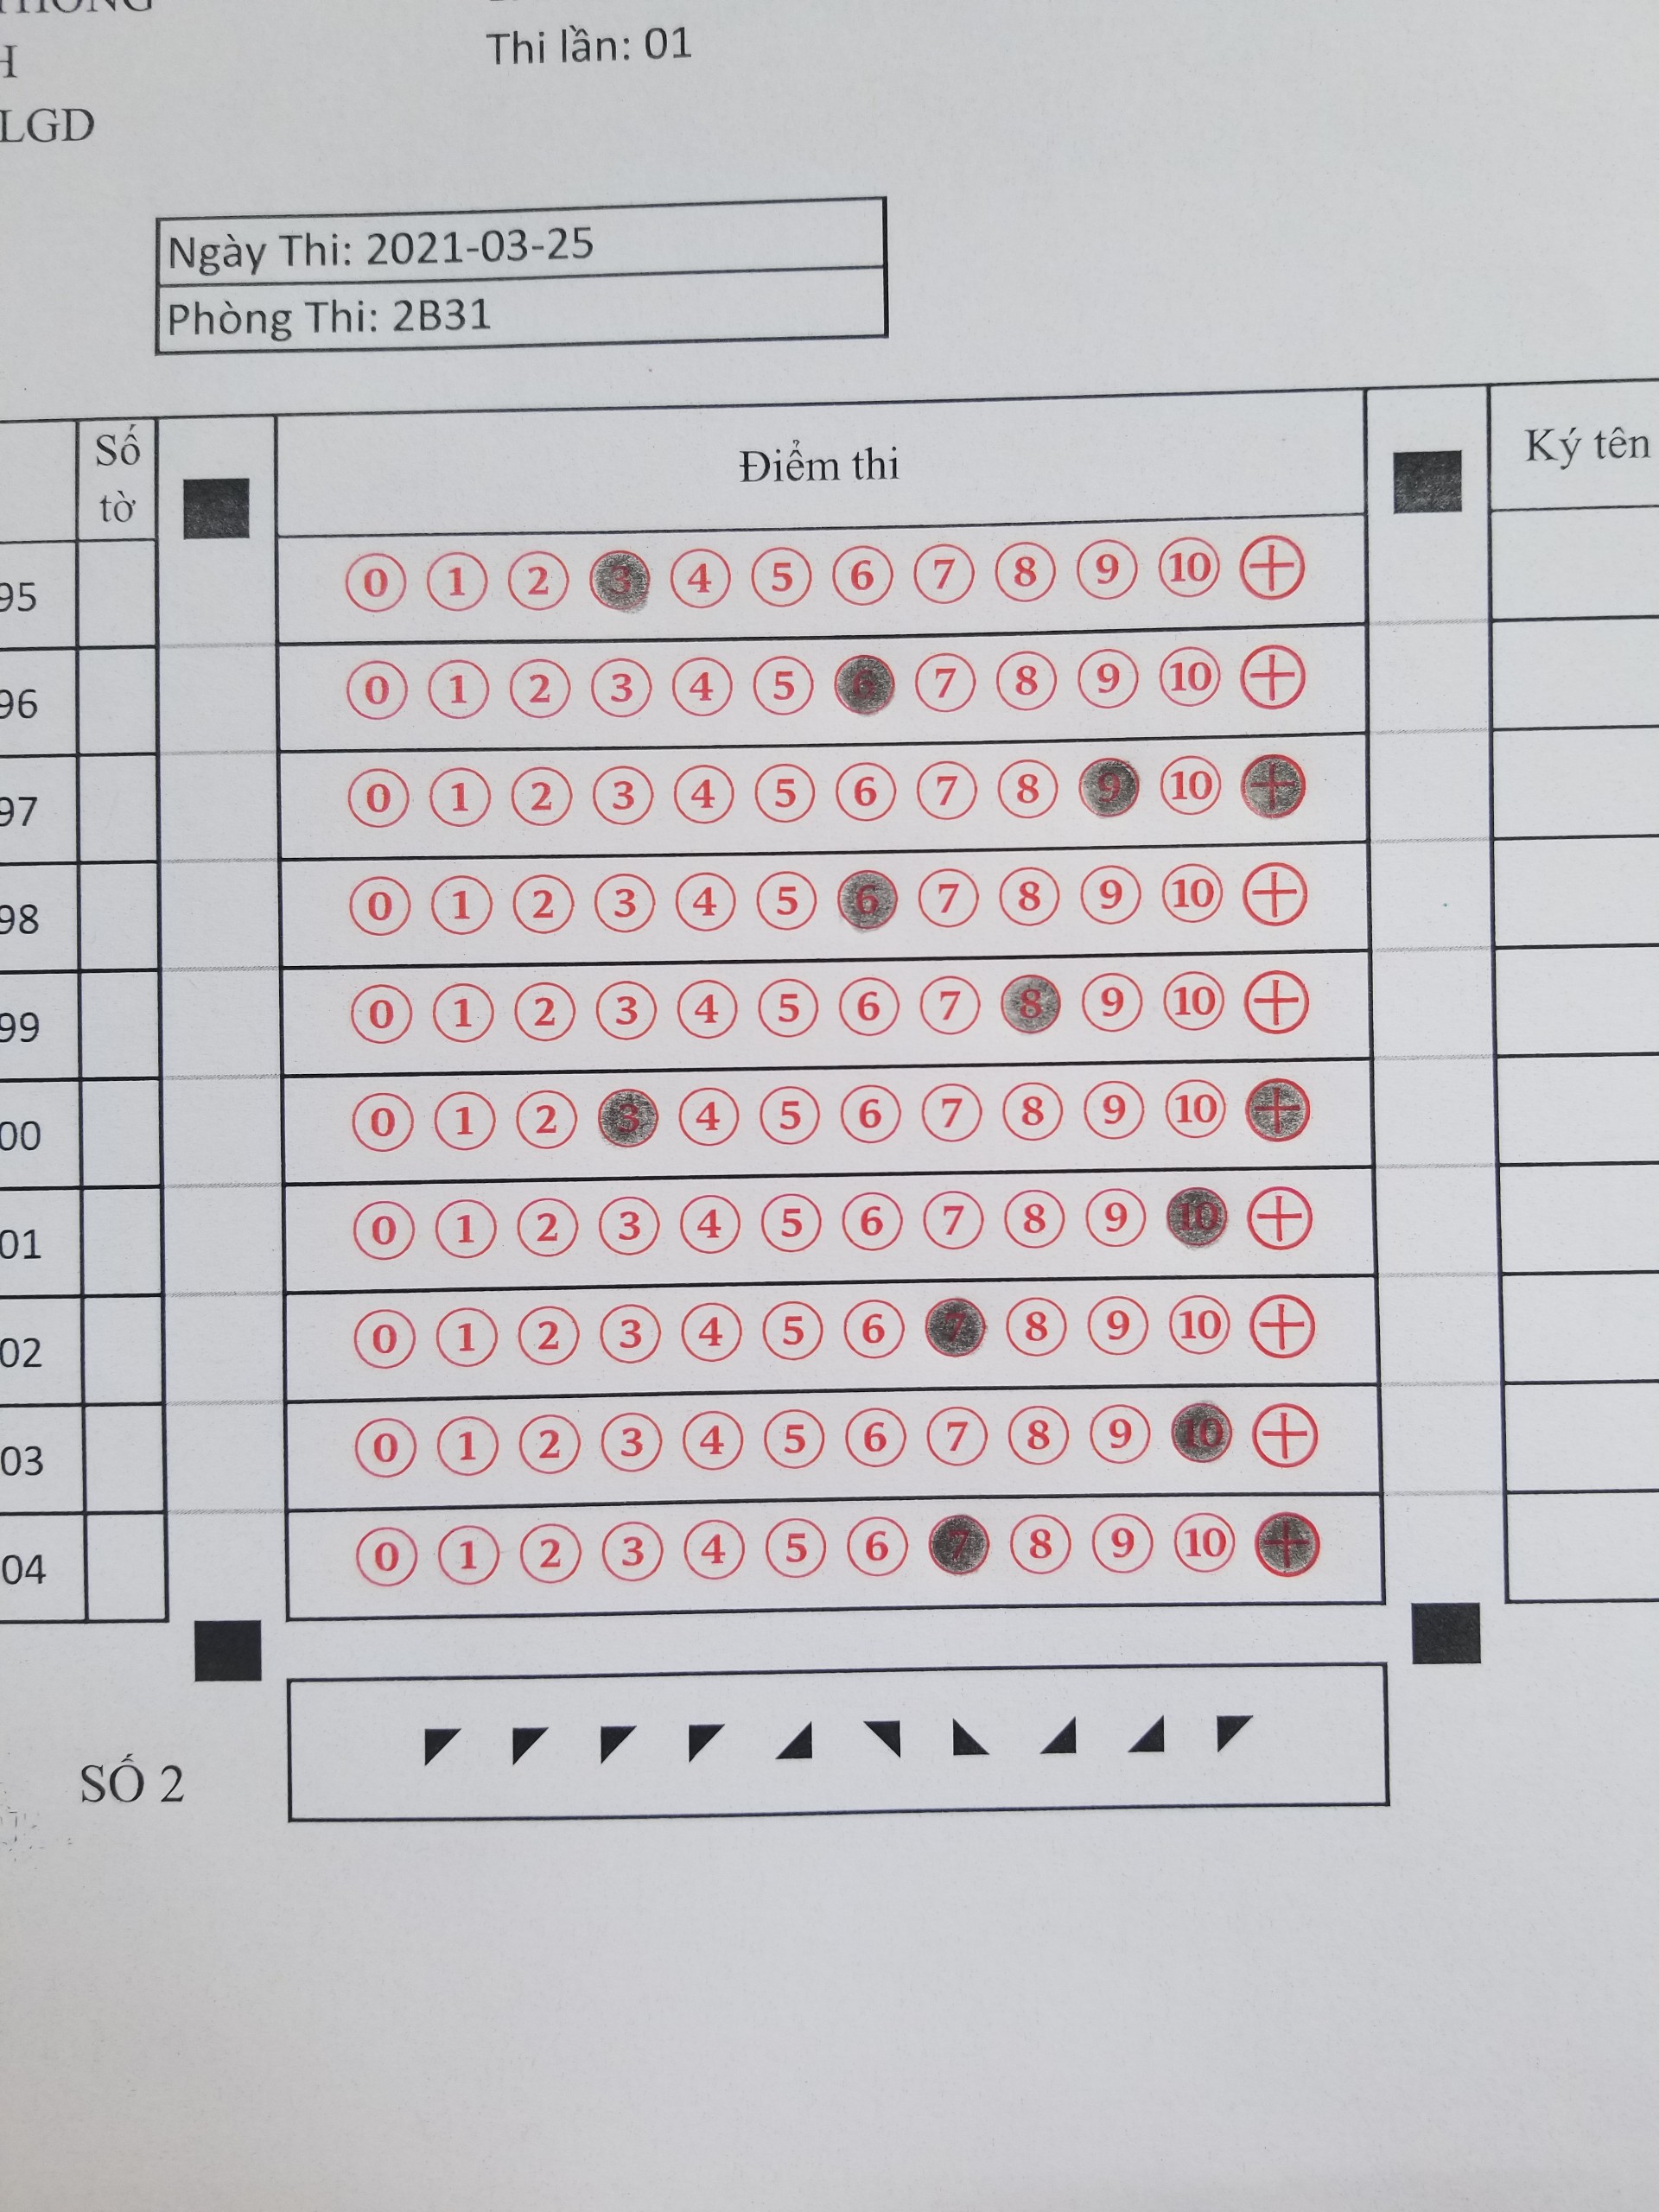 THÔNG
H
Thi lần: 01
LGD
Ngày Thi: 2021-03-25
Phòng Thi: 2B31
Số tờ Điểm thi Ký tên
95 0 1 2 3 4 5 6 7 8 9 10 +
96 0 1 2 3 4 5 6 7 8 9 10 +
97 0 1 2 3 4 5 6 7 8 9 10 +
98 0 1 2 3 4 5 6 7 8 9 10 +
99 0 1 2 3 4 5 6 7 8 9 10 +
00 0 1 2 3 4 5 6 7 8 9 10 +
01 0 1 2 3 4 5 6 7 8 9 10 +
02 0 1 2 3 4 5 6 7 8 9 10 +
03 0 1 2 3 4 5 6 7 8 9 10 +
04 0 1 2 3 4 5 6 7 8 9 10 +
SỐ 2